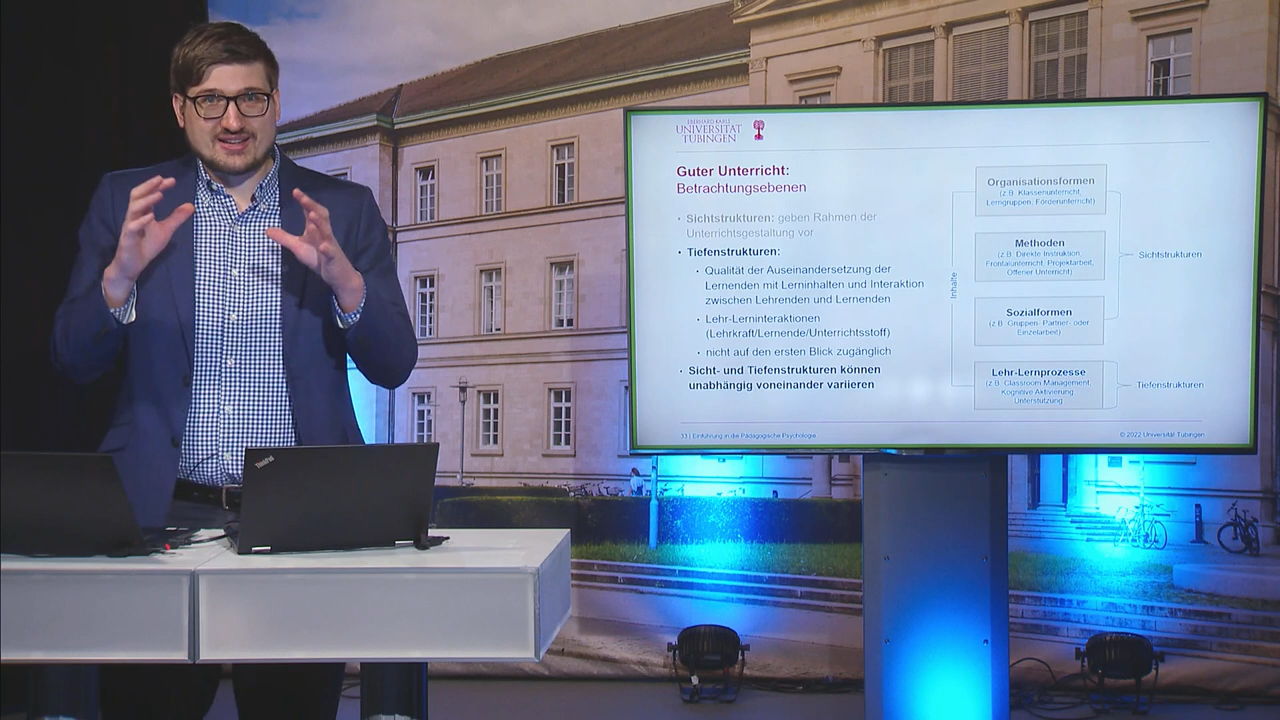 EBERHARD KARLS
UNIVERSITÄT
TÜBINGEN
Guter Unterricht:
Betrachtungsebenen
• Sichtstrukturen: geben Rahmen der
Unterrichtsgestaltung vor
• Tiefenstrukturen:
• Qualität der Auseinandersetzung der
Lernenden mit Lerninhalten und Interaktion
zwischen Lehrenden und Lernenden
• Lehr-Lerninteraktionen
(Lehrkraft/Lernende/Unterrichtsstoff)
• nicht auf den ersten Blick zugänglich
• Sicht- und Tiefenstrukturen können
unabhängig voneinander variieren
Inhalte
Organisationsformen
(z.B. Klassenunterricht,
Lerngruppen, Förderunterricht)
Methoden
(z.B. Direkte Instruktion,
Frontalunterricht, Projektarbeit,
Offener Unterricht)
Sozialformen
(z.B. Gruppen- Partner- oder
Einzelarbeit)
Lehr-Lernprozesse
(z.B. Classroom Management,
Kognitive Aktivierung,
Unterstützung)
Sichtstrukturen
Tiefenstrukturen
33 | Einführung in die Pädagogische Psychologie
© 2022 Universität Tübingen
ThinkPad